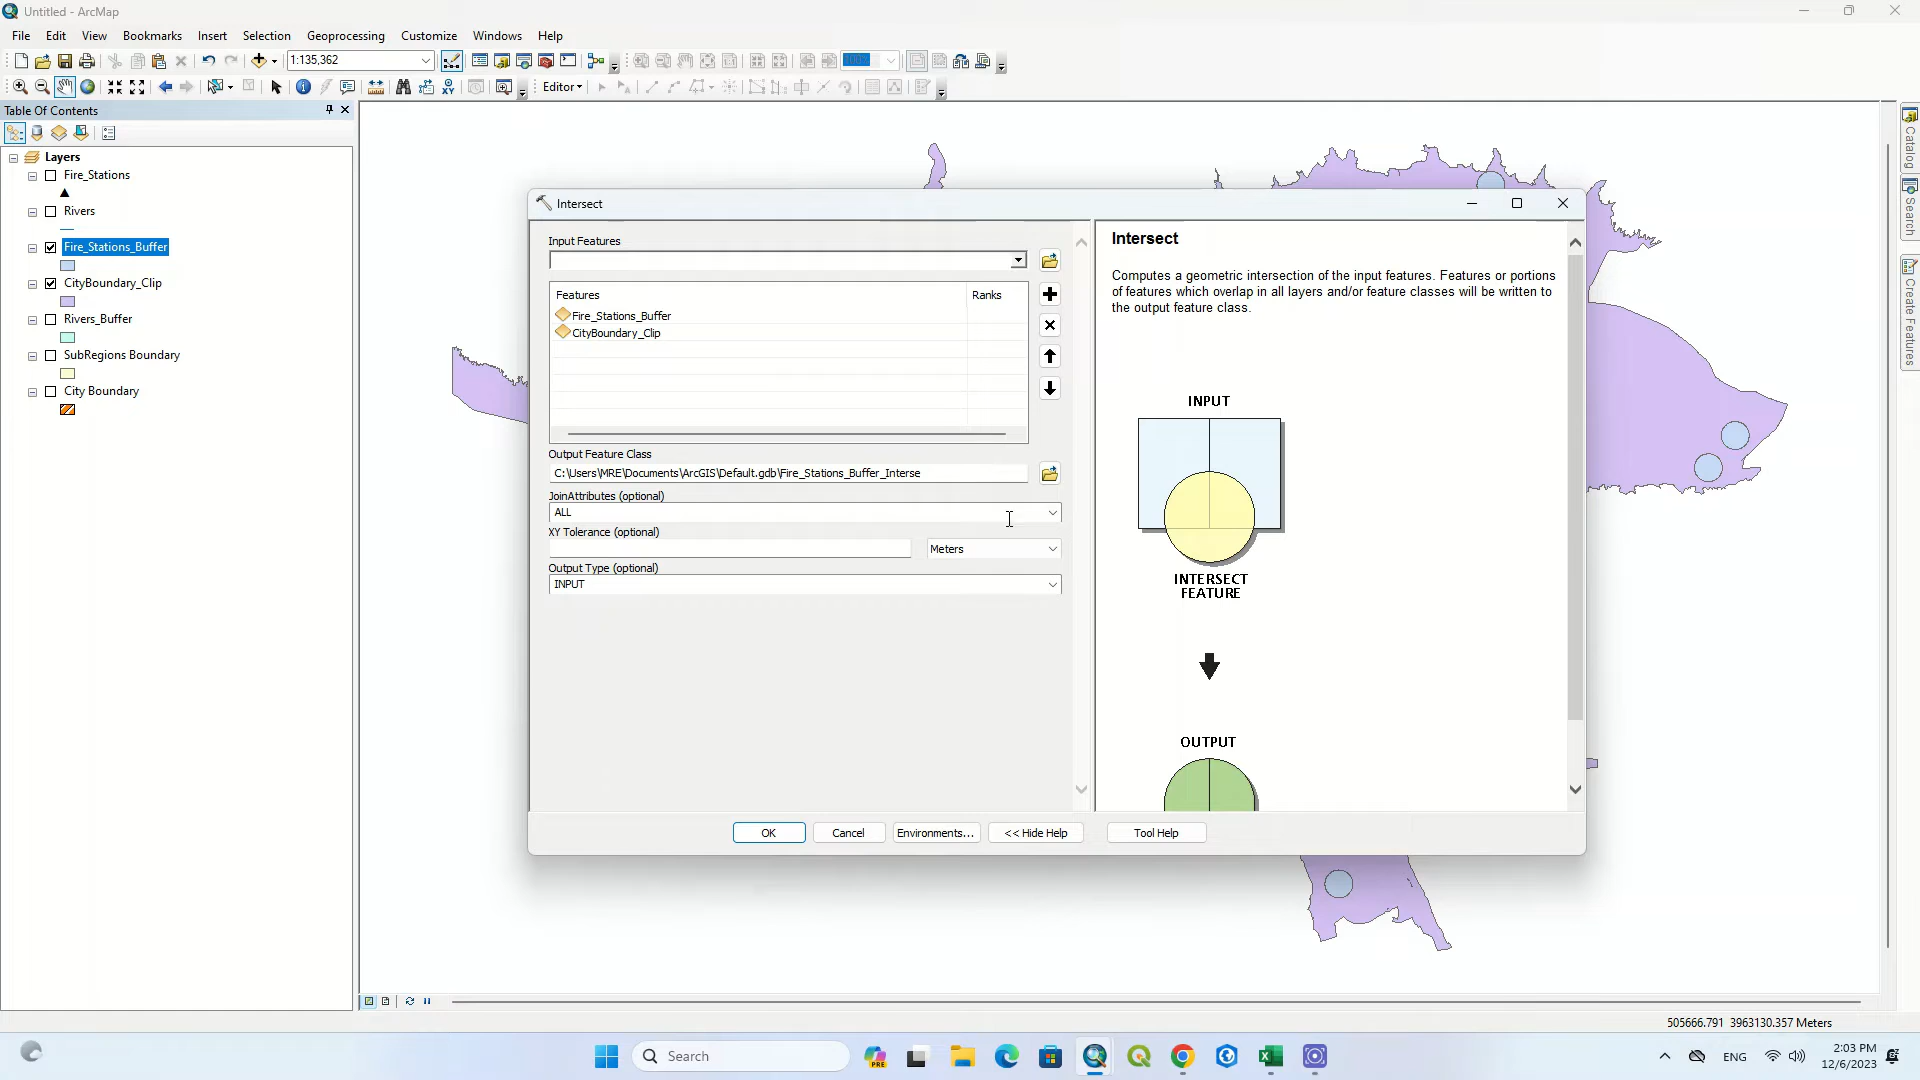 Untitled - ArcMap
File Edit View Bookmarks Insert Selection Geoprocessing Customize Windows Help
1:135,362
100%
Editor
Table Of Contents
Layers
Fire_Stations
Rivers
Fire_Stations_Buffer
CityBoundary_Clip
Rivers_Buffer
SubRegions Boundary
City Boundary
Intersect
Input Features
Features Ranks
Fire_Stations_Buffer
CityBoundary_Clip
Output Feature Class
C:\Users\MRE\Documents\ArcGIS\Default.gdb\Fire_Stations_Buffer_Interse
JoinAttributes (optional)
ALL
XY Tolerance (optional)
Meters
Output Type (optional)
INPUT
OK Cancel Environments... << Hide Help Tool Help
Intersect
Computes a geometric intersection of the input features. Features or portions
of features which overlap in all layers and/or feature classes will be written to
the output feature class.
INPUT
INTERSECT
FEATURE
OUTPUT
Catalog
Search
Create Features
505666.791 3963130.357 Meters
Search
PRE
ENG
2:03 PM
12/6/2023